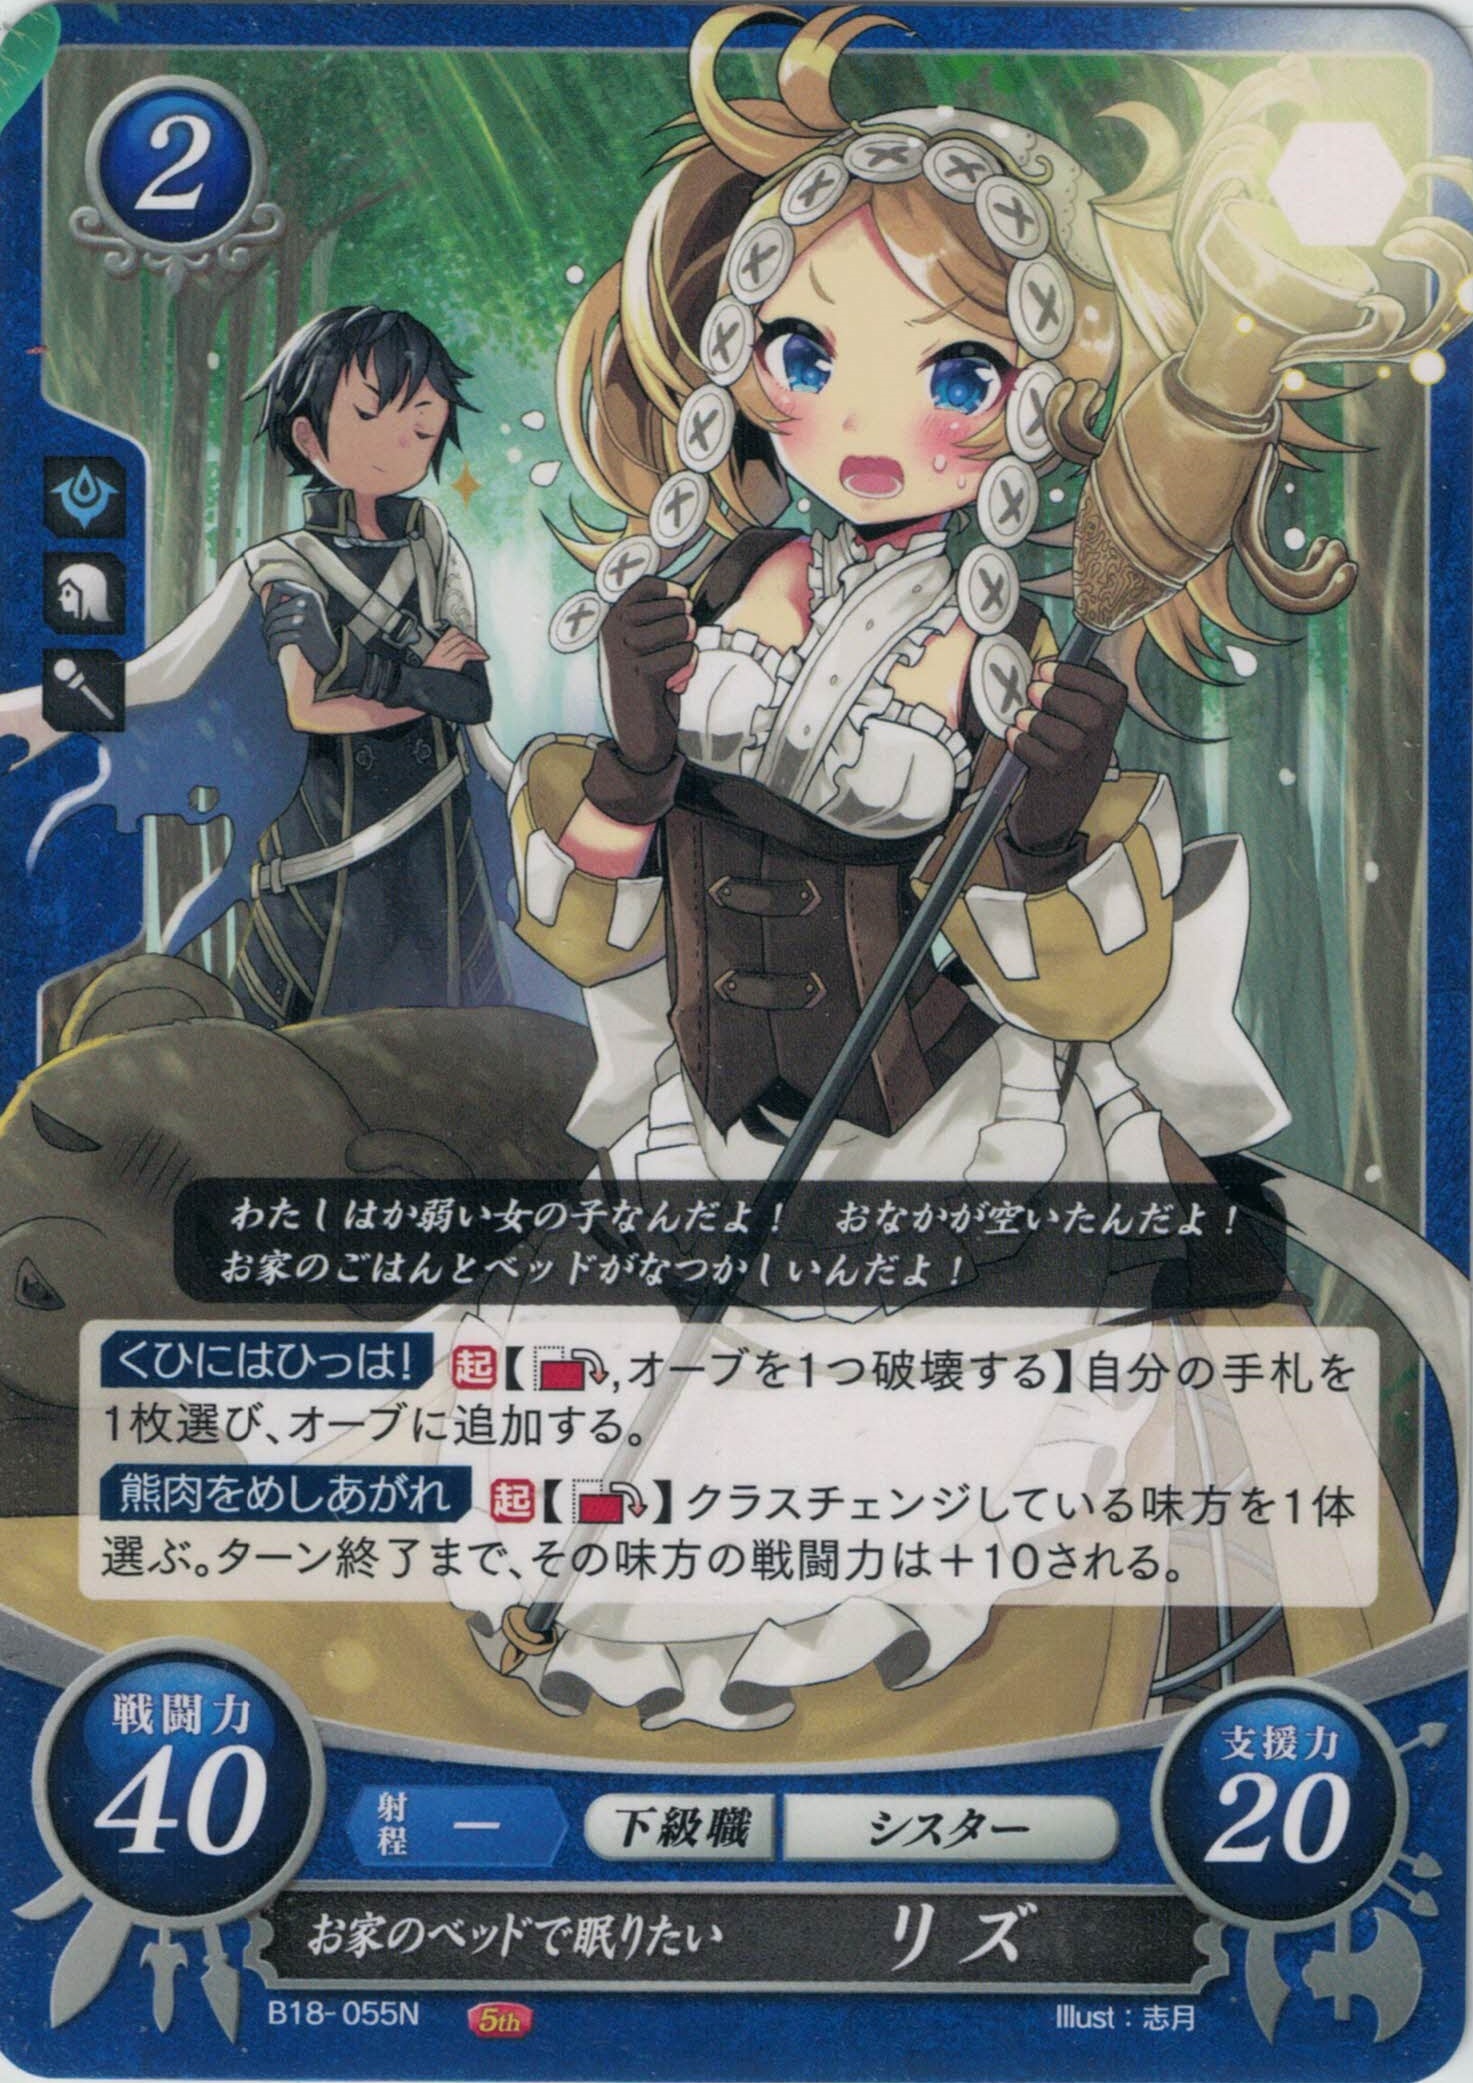 2
わたしはか弱い女の子なんだよ！　おなかが空いたんだよ！
お家のごはんとベッドがなつかしいんだよ！
くひにはひっは！ 起【,オーブを1つ破壊する】自分の手札を
1枚選び、オーブに追加する。
熊肉をめしあがれ 起【】クラスチェンジしている味方を1体
選ぶ。ターン終了まで、その味方の戦闘力は＋10される。
戦闘力
40
射程 －
下級職 シスター
支援力
20
お家のベッドで眠りたい リズ
B18-055N 5th Illust：志月